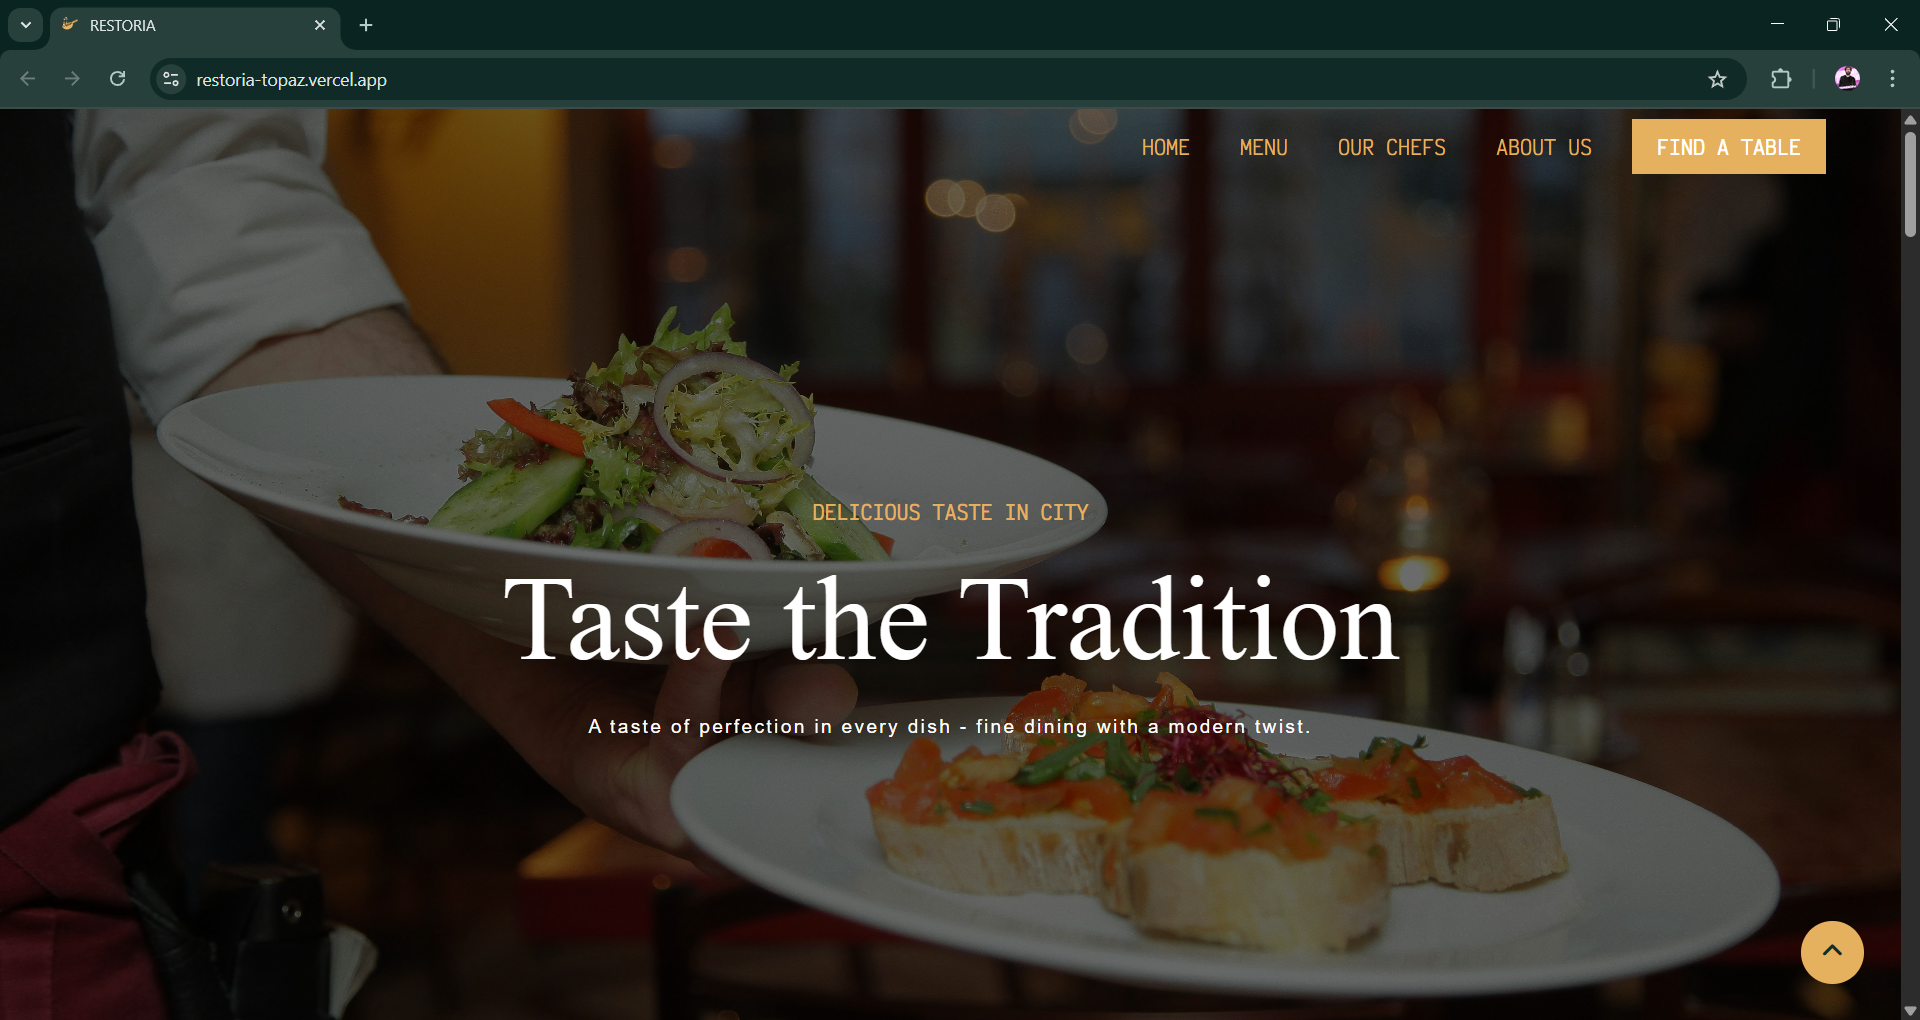 RESTORIA
restoria-topaz.vercel.app
HOME MENU OUR CHEFS ABOUT US FIND A TABLE
DELICIOUS TASTE IN CITY
Taste the Tradition
A taste of perfection in every dish - fine dining with a modern twist.